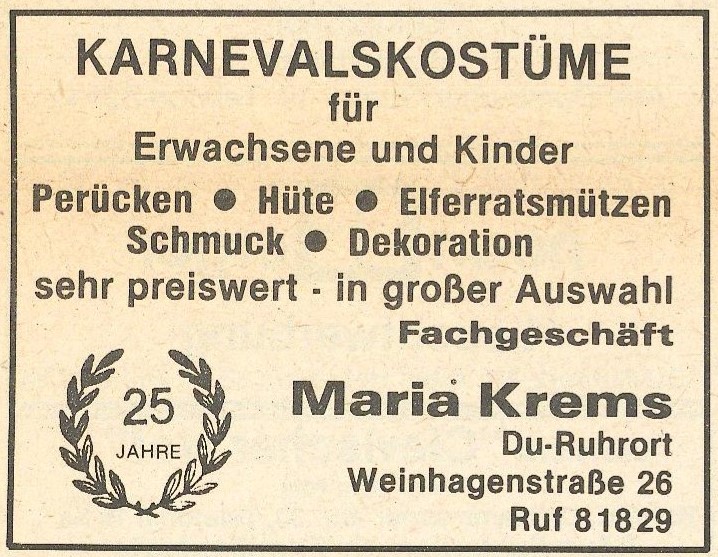 KARNEVALSKOSTÜME
für
Erwachsene und Kinder
Perücken ● Hüte ● Elferratsmützen
Schmuck ● Dekoration
sehr preiswert - in großer Auswahl
Fachgeschäft
25
JAHRE
Maria Krems
Du-Ruhrort
Weinhagenstraße 26
Ruf 81829